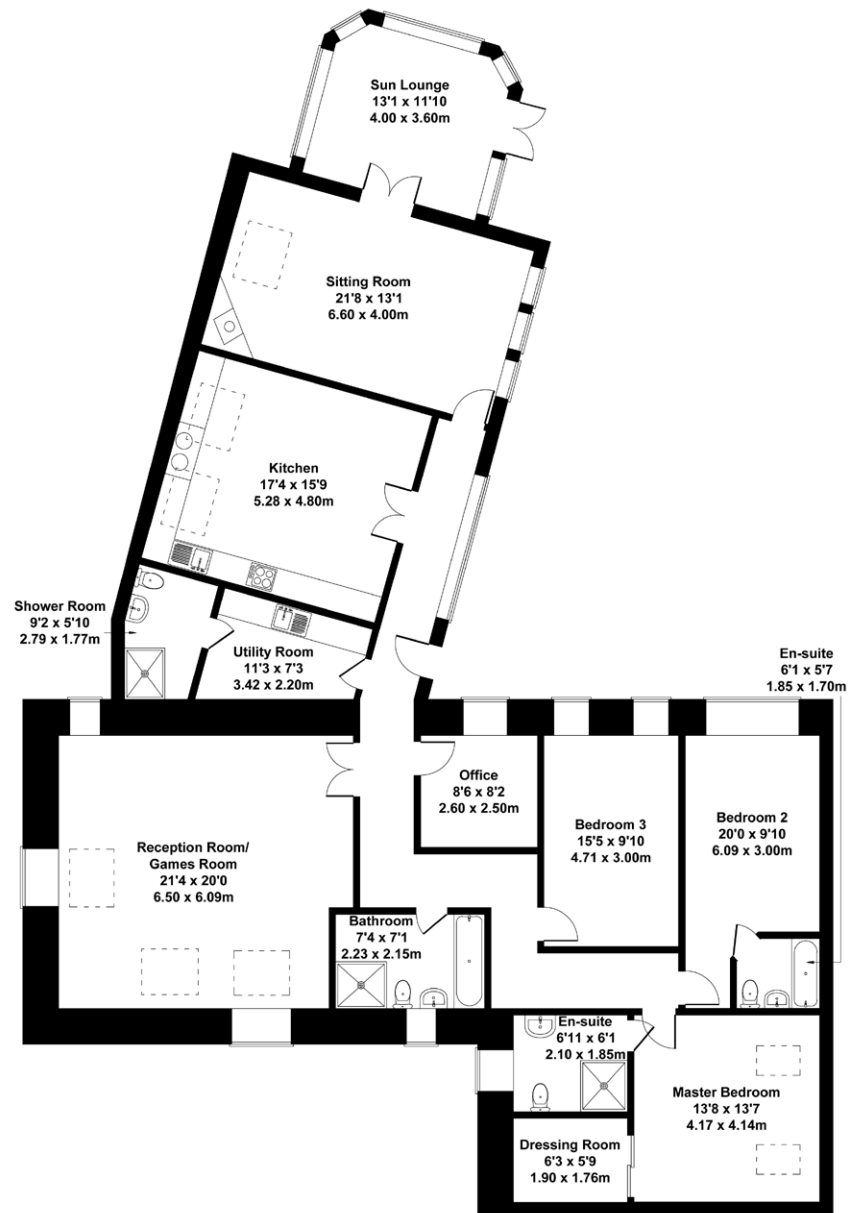 Sun Lounge
13'1 x 11'10
4.00 x 3.60m
Sitting Room
21'8 x 13'1
6.60 x 4.00m
Kitchen
17'4 x 15'9
5.28 x 4.80m
Shower Room
9'2 x 5'10
2.79 x 1.77m
Utility Room
11'3 x 7'3
3.42 x 2.20m
En-suite
6'1 x 5'7
1.85 x 1.70m
Office
8'6 x 8'2
2.60 x 2.50m
Bedroom 3
15'5 x 9'10
4.71 x 3.00m
Bedroom 2
20'0 x 9'10
6.09 x 3.00m
Reception Room/
Games Room
21'4 x 20'0
6.50 x 6.09m
Bathroom
7'4 x 7'1
2.23 x 2.15m
En-suite
6'11 x 6'1
2.10 x 1.85m
Master Bedroom
13'8 x 13'7
4.17 x 4.14m
Dressing Room
6'3 x 5'9
1.90 x 1.76m